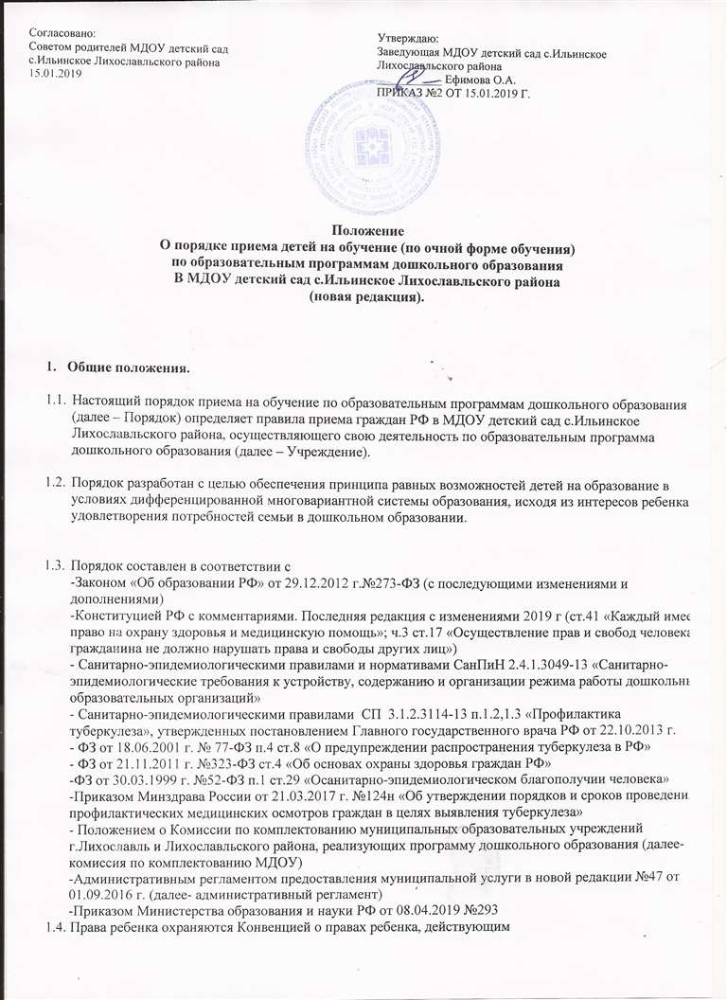 Согласовано:
Советом родителей МДОУ детский сад
с.Ильинское Лихославльского района
15.01.2019
Утверждаю:
Заведующая МДОУ детский сад с.Ильинское
Лихославльского района
Ефимова О.А.
ПРИКАЗ №2 ОТ 15.01.2019 Г.
Положение
О порядке приема детей на обучение (по очной форме обучения)
по образовательным программам дошкольного образования
В МДОУ детский сад с.Ильинское Лихославльского района
(новая редакция).
1. Общие положения.
1.1. Настоящий порядок приема на обучение по образовательным программам дошкольного образования
(далее – Порядок) определяет правила приема граждан РФ в МДОУ детский сад с.Ильинское
Лихославльского района, осуществляющего свою деятельность по образовательным программа
дошкольного образования (далее – Учреждение).
1.2. Порядок разработан с целью обеспечения принципа равных возможностей детей на образование в
условиях дифференцированной многовариантной системы образования, исходя из интересов ребенка
удовлетворения потребностей семьи в дошкольном образовании.
1.3. Порядок составлен в соответствии с
-Законом «Об образовании РФ» от 29.12.2012 г.№273-ФЗ (с последующими изменениями и
дополнениями)
-Конституцией РФ с комментариями. Последняя редакция с изменениями 2019 г (ст.41 «Каждый имее
право на охрану здоровья и медицинскую помощь»; ч.3 ст.17 «Осуществление прав и свобод человека
гражданина не должно нарушать права и свободы других лиц»)
- Санитарно-эпидемиологическими правилами и нормативами СанПиН 2.4.1.3049-13 «Санитарно-
эпидемиологические требования к устройству, содержанию и организации режима работы дошкольны
образовательных организаций»
- Санитарно-эпидемиологическими правилами СП 3.1.2.3114-13 п.1.2,1.3 «Профилактика
туберкулеза», утвержденных постановлением Главного государственного врача РФ от 22.10.2013 г.
- ФЗ от 18.06.2001 г. № 77-ФЗ п.4 ст.8 «О предупреждении распространения туберкулеза в РФ»
- ФЗ от 21.11.2011 г. №323-ФЗ ст.4 «Об основах охраны здоровья граждан РФ»
-ФЗ от 30.03.1999 г. №52-ФЗ п.1 ст.29 «Осанитарно-эпидемиологическом благополучии человека»
-Приказом Минздрава России от 21.03.2017 г. №124н «Об утверждении порядков и сроков проведени
профилактических медицинских осмотров граждан в целях выявления туберкулеза»
- Положением о Комиссии по комплектованию муниципальных образовательных учреждений
г.Лихославль и Лихославльского района, реализующих программу дошкольного образования (далее-
комиссия по комплектованию МДОУ)
-Административным регламентом предоставления муниципальной услуги в новой редакции №47 от
01.09.2016 г. (далее- административный регламент)
-Приказом Министерства образования и науки РФ от 08.04.2019 №293
1.4. Права ребенка охраняются Конвенцией о правах ребенка, действующим